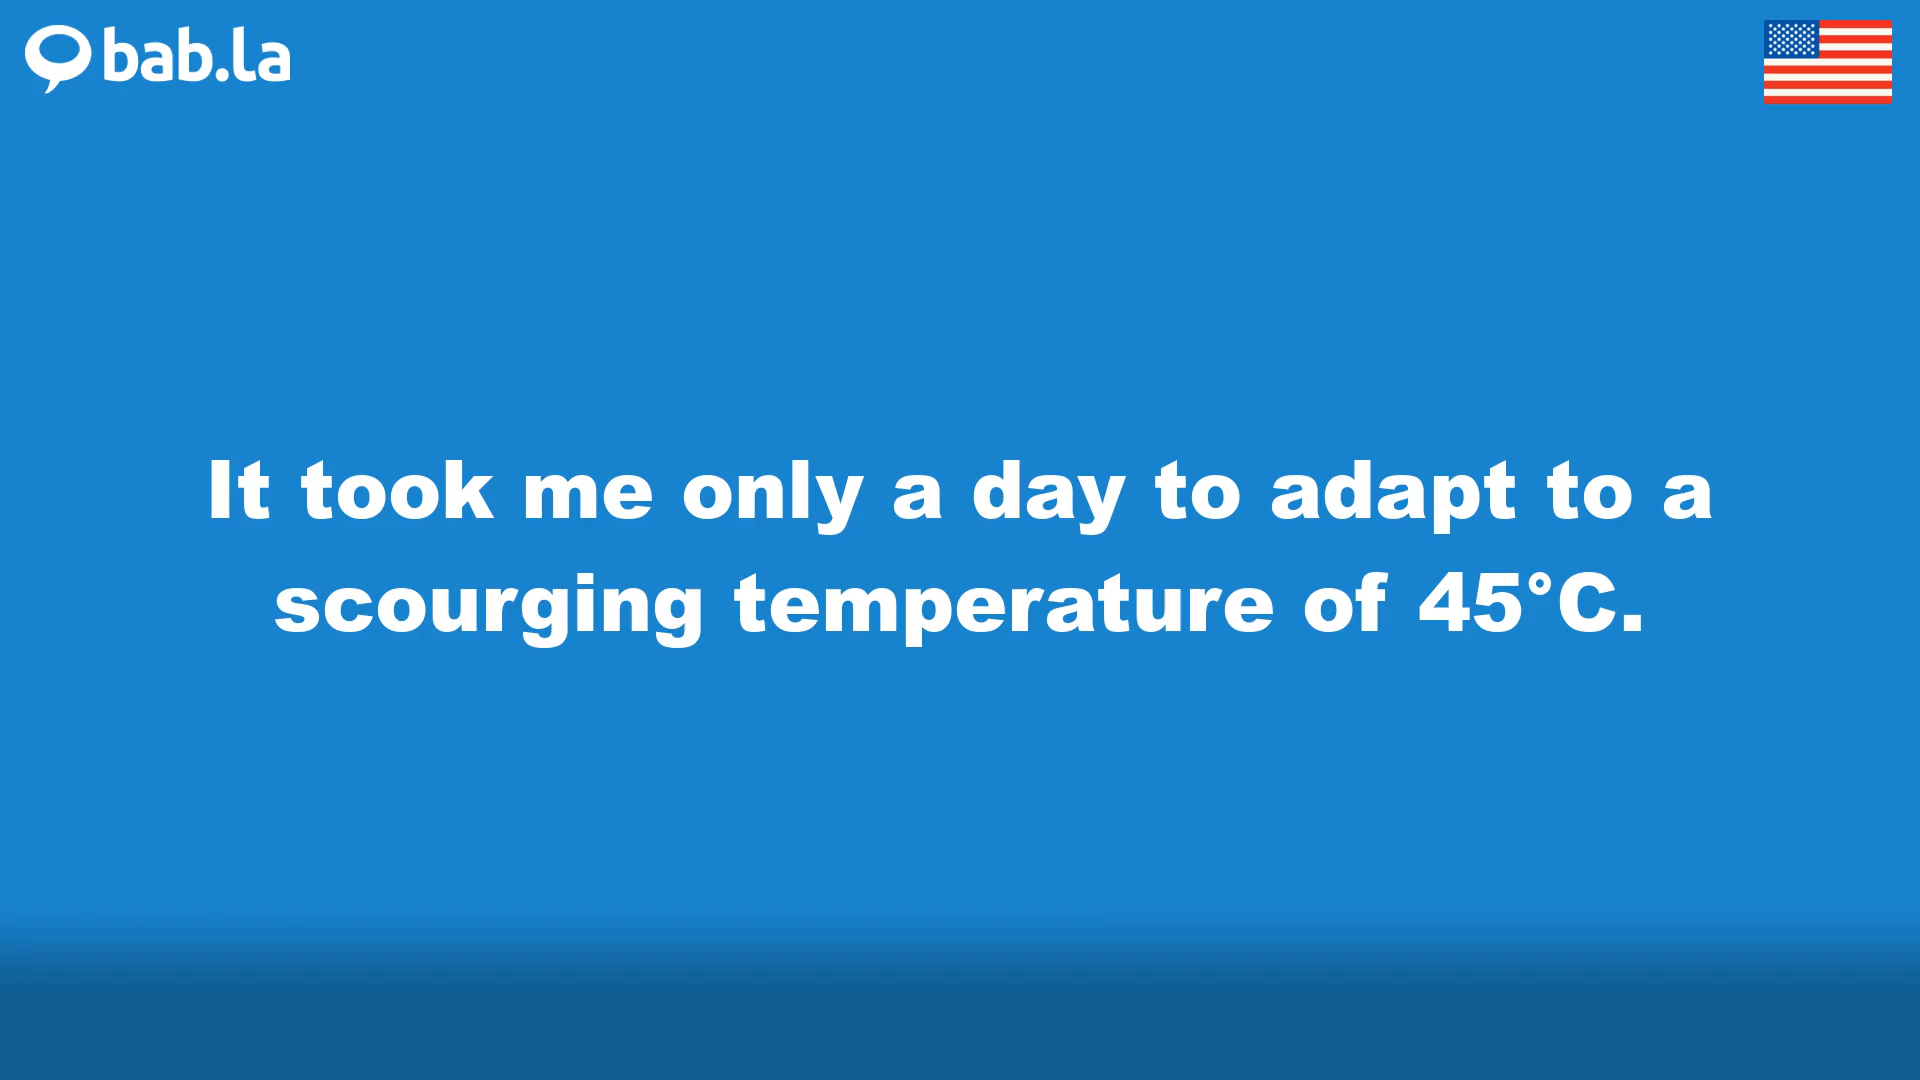 bab.la
It took me only a day to adapt to a
scourging temperature of 45°C.